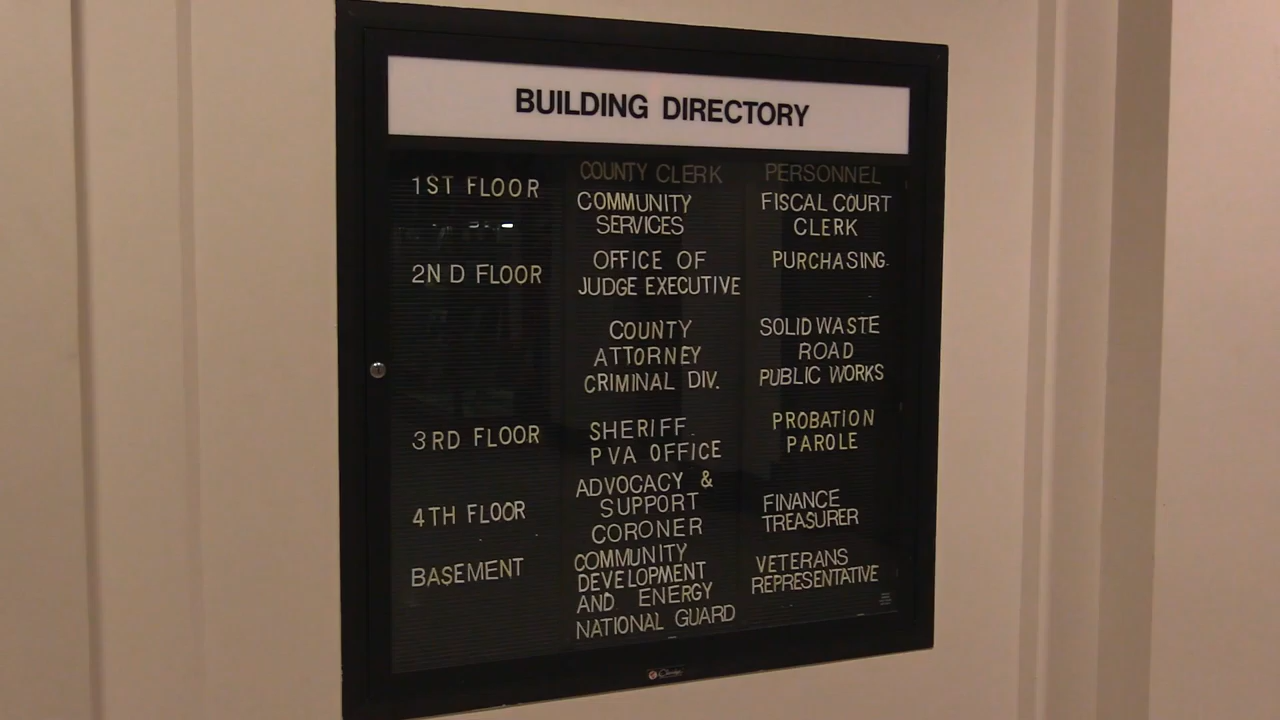 BUILDING DIRECTORY
1ST FLOOR
COUNTY CLERK
PERSONNEL
COMMUNITY
SERVICES
FISCAL COURT
CLERK
2ND FLOOR
OFFICE OF
JUDGE EXECUTIVE
PURCHASING
COUNTY
ATTORNEY
CRIMINAL DIV.
SOLID WASTE
ROAD
PUBLIC WORKS
3RD FLOOR
SHERIFF
PVA OFFICE
PROBATION
PAROLE
4TH FLOOR
ADVOCACY &
SUPPORT
CORONER
FINANCE
TREASURER
BASEMENT
COMMUNITY
DEVELOPMENT
AND ENERGY
NATIONAL GUARD
VETERANS
REPRESENTATIVE